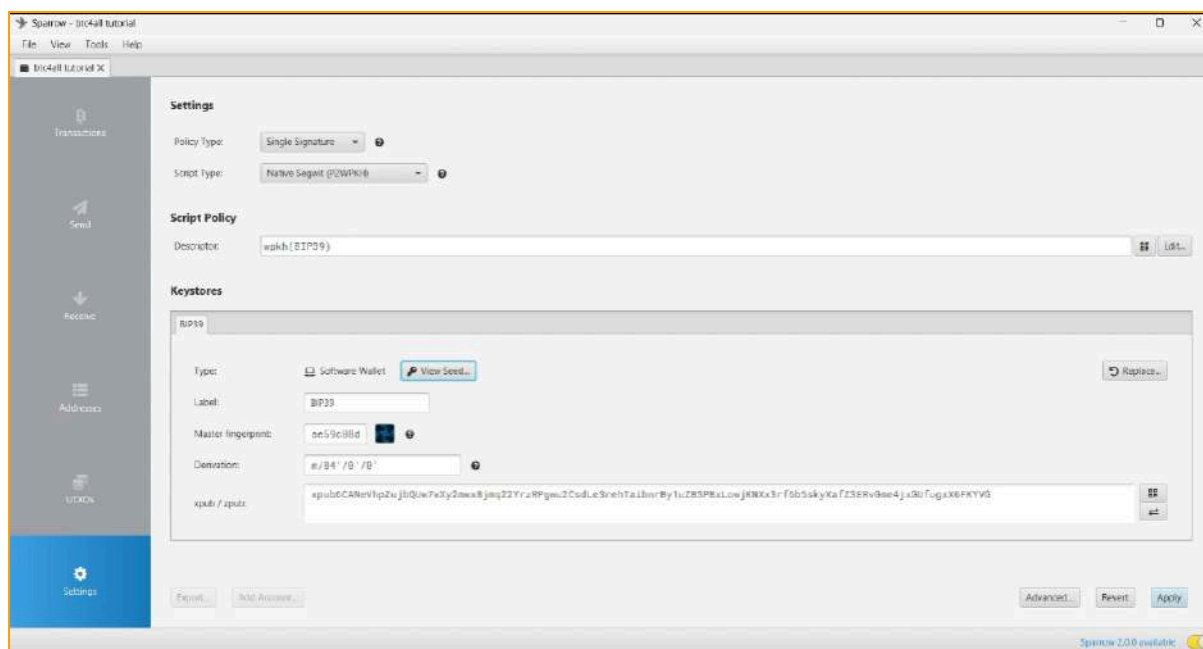 Sparrow - btc4all tutorial
File View Tools Help
btc4all tutorial X
Transactions
Send
Receive
Addresses
UTXOs
Settings
Settings
Policy Type: Single Signature
Script Type: Native Segwit (P2WPKH)
Script Policy
Descriptor: wpkh(BIP39)
Edit...
Keystores
BIP39
Type: Software Wallet View Seed... Replace...
Label: BIP39
Master fingerprint:
Derivation: m/84'/0'/0'
xpub / zpub:
Export... Add Account... Advanced... Revert Apply
Sparrow 2.0.0 available